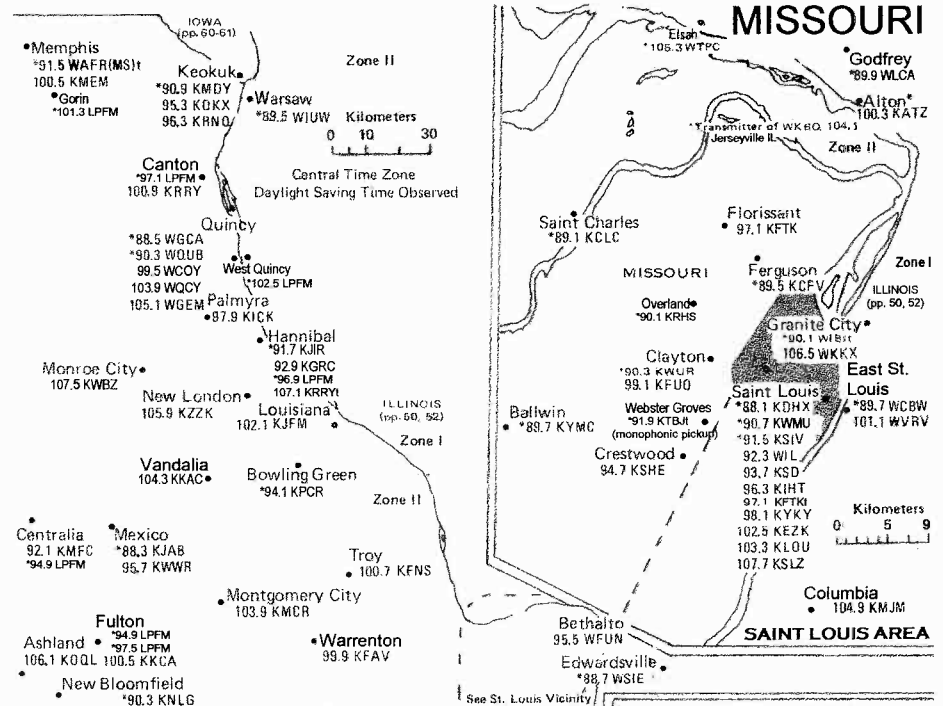 MISSOURI
IOWA
(pp. 60-61)
Memphis
*91.5 WAFR(MS)t
100.5 KMEM
Gorin
*101.3 LPFM
Zone II
Keokuk
*90.9 KMDY
95.3 KOKX
96.3 KRNQ
Warsaw
*89.5 WIUW
Kilometers
0 10 30
Canton
*97.1 LPFM
100.9 KRRY
Central Time Zone
Daylight Saving Time Observed
Quincy
*88.5 WGCA
*90.3 WQUB
99.5 WCOY
103.9 WQCY
105.1 WGEM
West Quincy
*102.5 LPFM
Palmyra
97.9 KICK
Hannibal
*91.7 KJIR
92.9 KGRC
*96.9 LPFM
107.1 KRRYt
Monroe City
107.5 KWBZ
New London
105.9 KZZK
Louisiana
102.1 KJFM
ILLINOIS
(pp. 50, 52)
Zone I
Zone II
Vandalia
104.3 KKAC
Bowling Green
*94.1 KPCR
Centralia
92.1 KMFC
*94.9 LPFM
Mexico
*88.3 KJAB
95.7 KWWR
Troy
100.7 KFNS
Montgomery City
103.9 KMCR
Fulton
*94.9 LPFM
*97.5 LPFM
100.5 KKCA
Ashland
106.1 KOQL
Warrenton
99.9 KFAV
New Bloomfield
*90.3 KNLG
See St. Louis Vicinity
Elsah
*105.3 WTPC
Godfrey
*89.9 WLCA
Alton*
100.3 KATZ
*Transmitter of WKBQ, 104.1
Jerseyville IL
Zone II
Saint Charles
*89.1 KCLC
Florissant
97.1 KFTK
Zone I
MISSOURI
Ferguson
*89.5 KCFV
ILLINOIS
(pp. 50, 52)
Overland
*90.1 KRHS
Granite City
*90.1 WIBI
106.5 WKKX
Clayton
*90.3 KWUR
99.1 KFUO
East St.
Louis
*89.7 WCBW
101.1 WVRV
Saint Louis
*88.1 KDHX
*90.7 KWMU
*91.5 KSIV
92.3 WIL
93.7 KSD
96.3 KIHT
97.1 KFTKt
98.1 KYKY
102.5 KEZK
103.3 KLOU
107.7 KSLZ
Ballwin
*89.7 KYMC
Webster Groves
*91.9 KTBJt
(monophonic pickup)
Crestwood
94.7 KSHE
Kilometers
0 5 9
Columbia
104.9 KMJM
Bethalto
95.5 WFUN
SAINT LOUIS AREA
Edwardsville
*88.7 WSIE